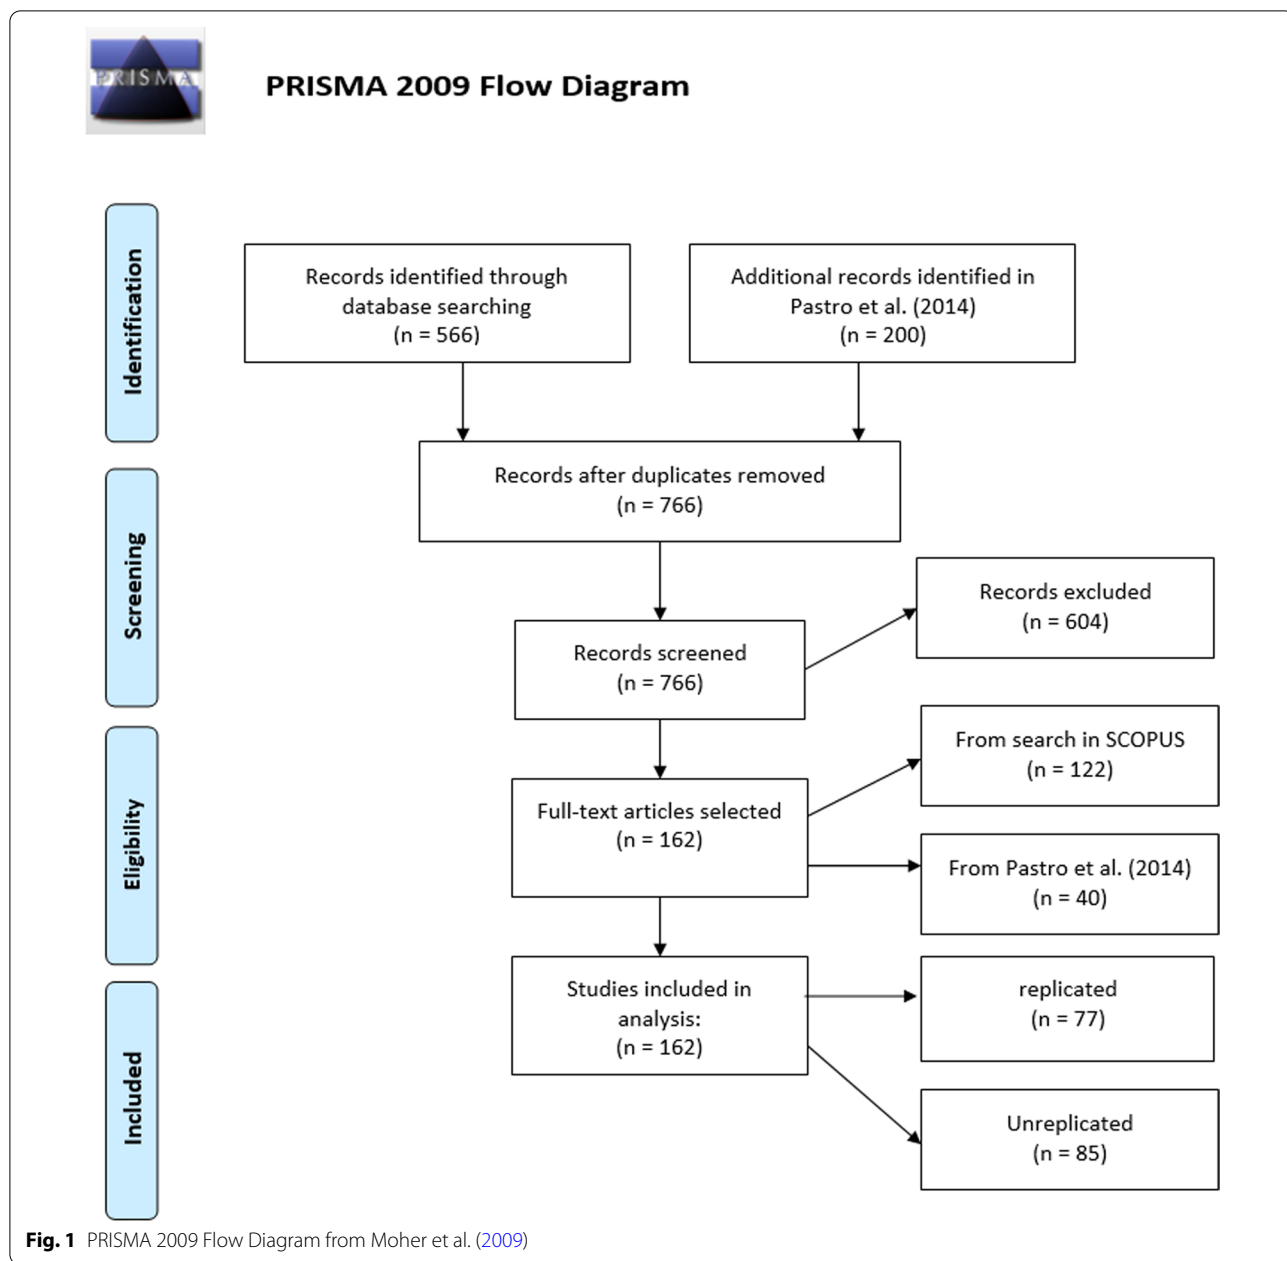 PRISMA
PRISMA 2009 Flow Diagram
Identification
Records identified through
database searching
(n = 566)
Additional records identified in
Pastro et al. (2014)
(n = 200)
Records after duplicates removed
(n = 766)
Screening
Records screened
(n = 766)
Records excluded
(n = 604)
Eligibility
Full-text articles selected
(n = 162)
From search in SCOPUS
(n = 122)
From Pastro et al. (2014)
(n = 40)
Included
Studies included in
analysis:
(n = 162)
replicated
(n = 77)
Unreplicated
(n = 85)
Fig. 1 PRISMA 2009 Flow Diagram from Moher et al. (2009)